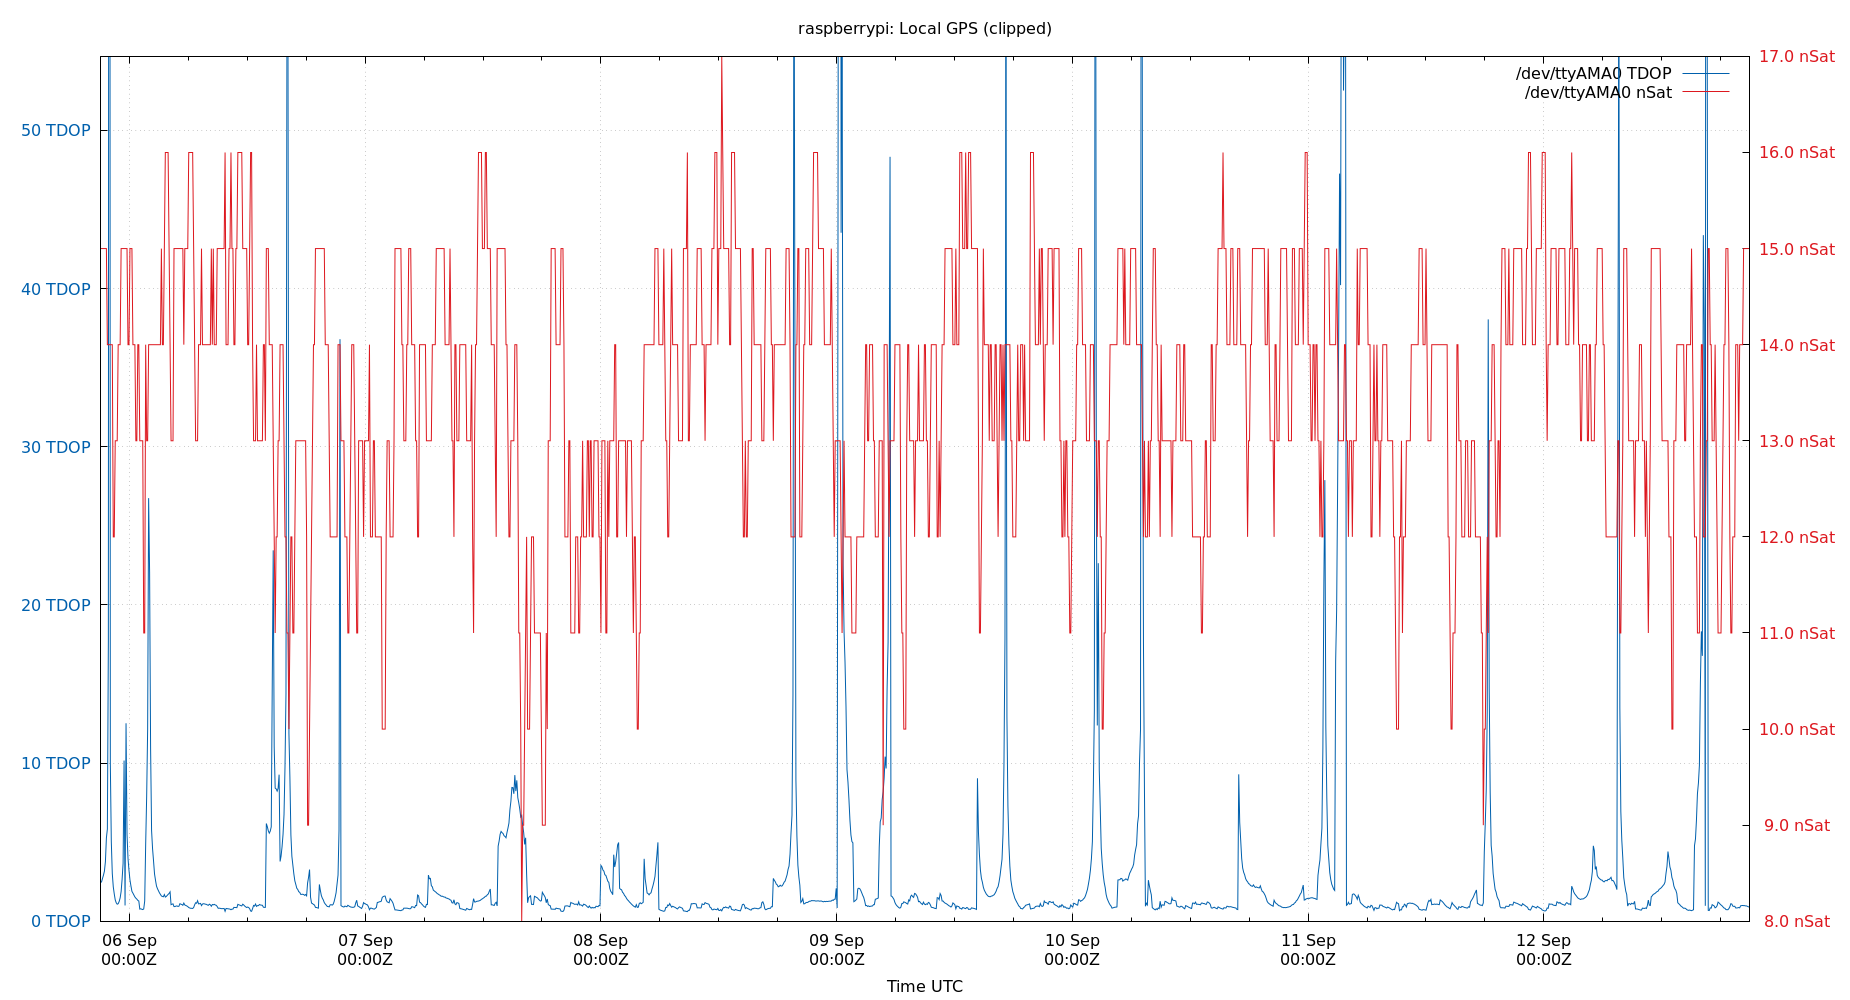 raspberrypi: Local GPS (clipped)
/dev/ttyAMA0 TDOP
/dev/ttyAMA0 nSat
50 TDOP
40 TDOP
30 TDOP
20 TDOP
10 TDOP
0 TDOP
17.0 nSat
16.0 nSat
15.0 nSat
14.0 nSat
13.0 nSat
12.0 nSat
11.0 nSat
10.0 nSat
9.0 nSat
8.0 nSat
06 Sep
00:00Z
07 Sep
00:00Z
08 Sep
00:00Z
09 Sep
00:00Z
10 Sep
00:00Z
11 Sep
00:00Z
12 Sep
00:00Z
Time UTC